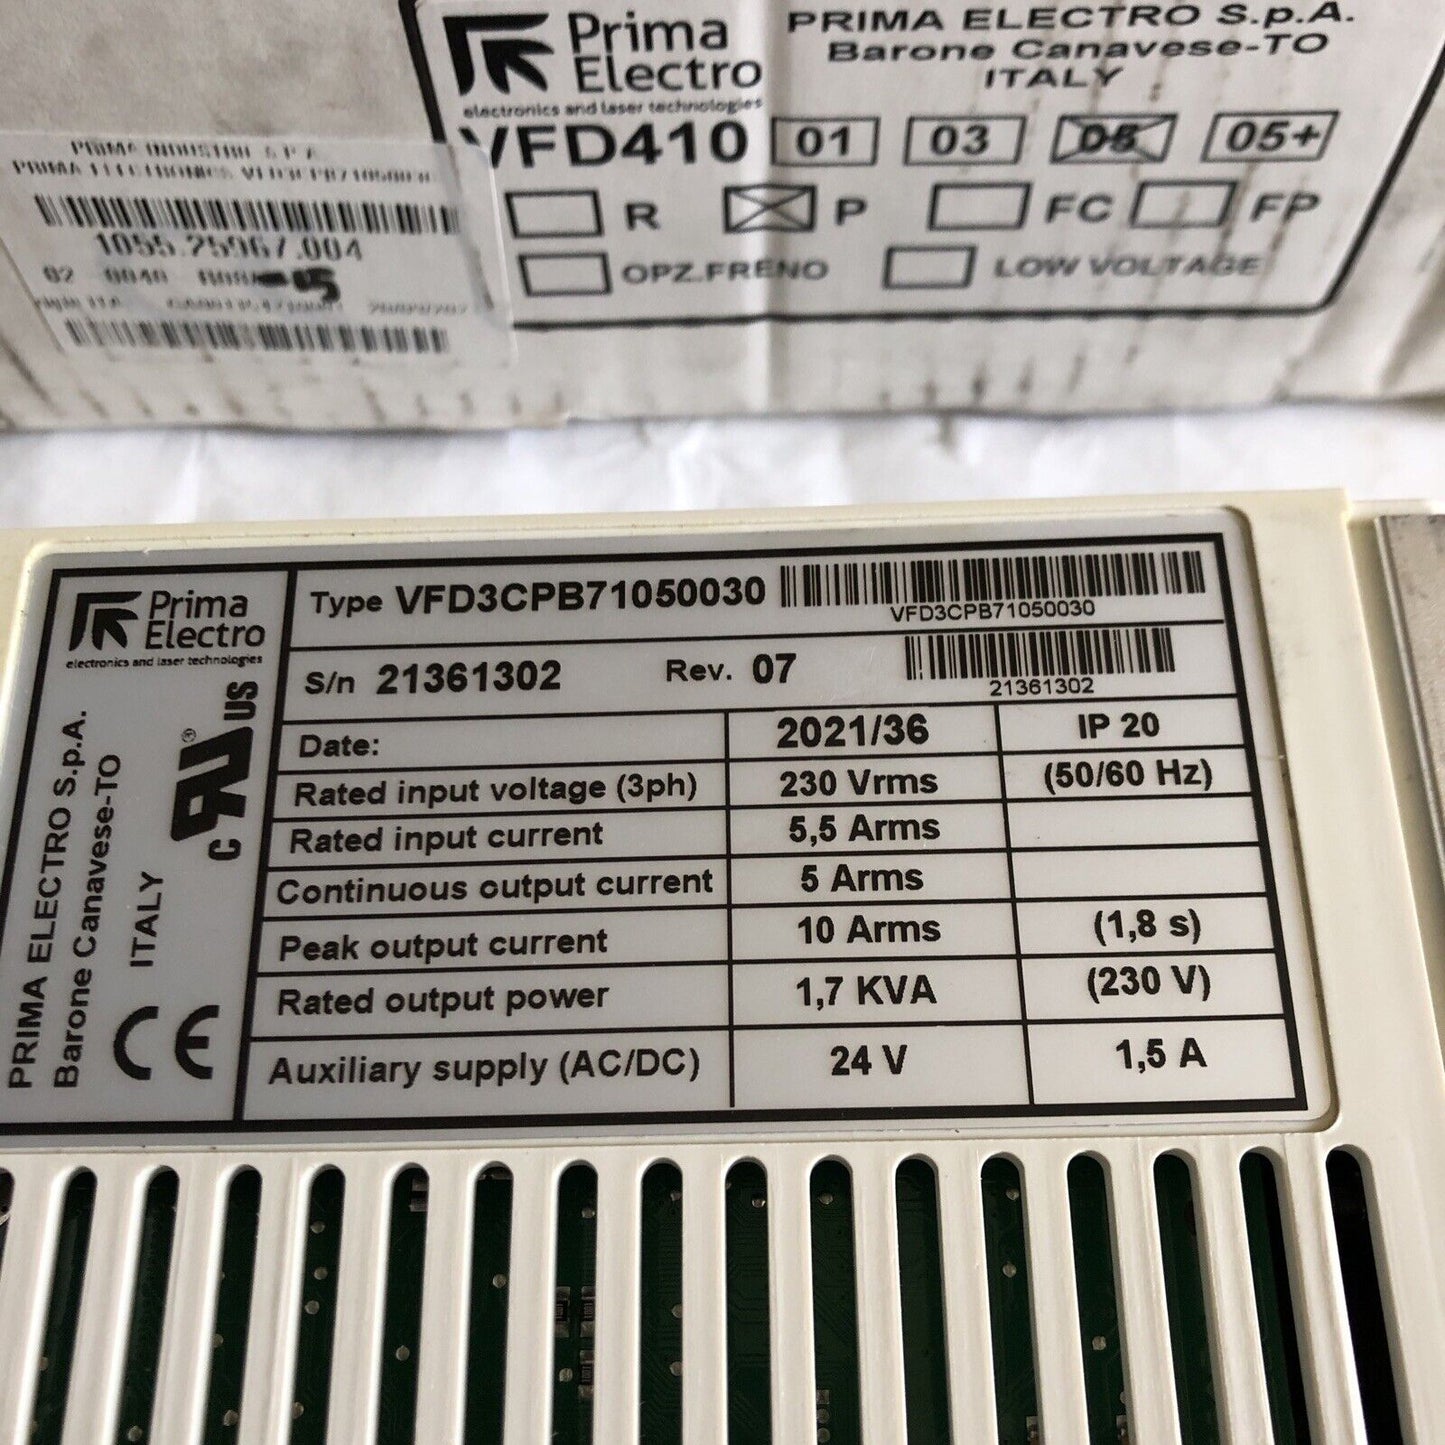 Prima
Electro
electronics and laser technologies
PRIMA ELECTRO S.p.A.
Barone Canavese-TO
ITALY
VFD410 01 03 05 05+
R P FC FP
OPZ.FRENO LOW VOLTAGE
1055.25967.004
02 0040
Prima
Electro
electronics and laser technologies
PRIMA ELECTRO S.p.A.
Barone Canavese-TO
ITALY
c RU ® US
CE
Type VFD3CPB71050030
VFD3CPB71050030
S/n 21361302 Rev. 07
21361302
Date: 2021/36 IP 20
Rated input voltage (3ph) 230 Vrms (50/60 Hz)
Rated input current 5,5 Arms
Continuous output current 5 Arms
Peak output current 10 Arms (1,8 s)
Rated output power 1,7 KVA (230 V)
Auxiliary supply (AC/DC) 24 V 1,5 A